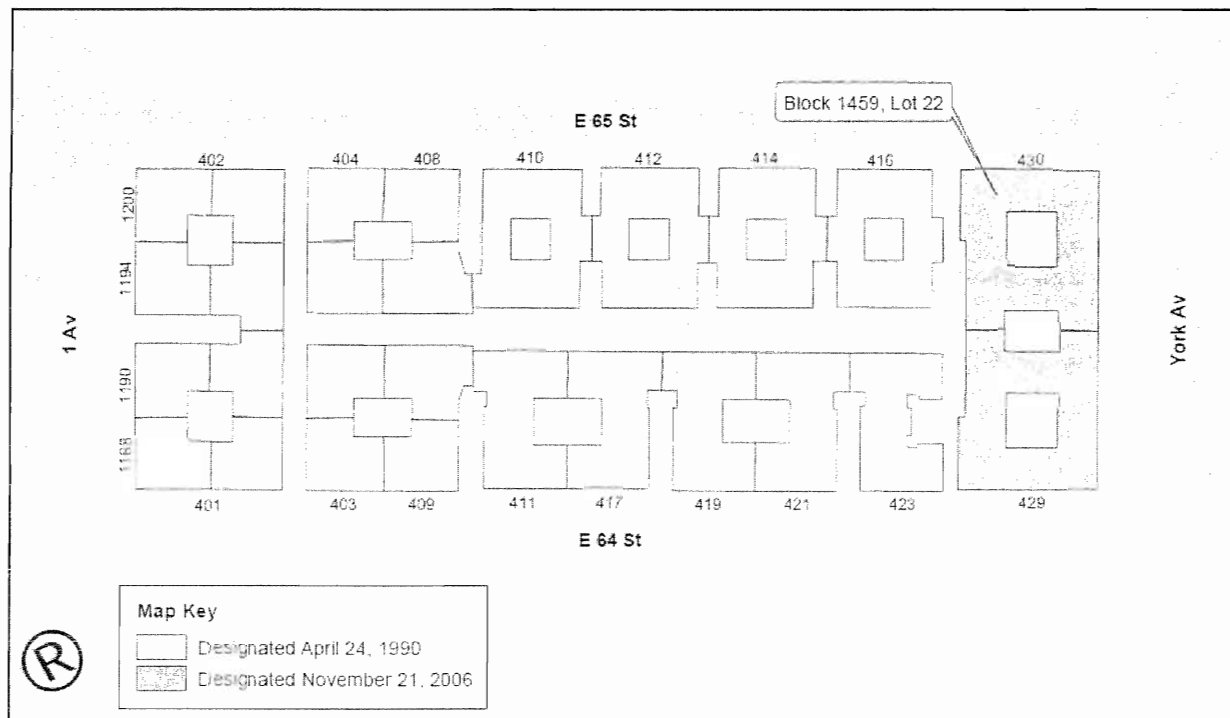 Block 1459, Lot 22
E 65 St
402 404 408 410 412 414 416 430
1200
1194
1 Av
York Av
1190
1188
401 403 409 411 417 419 421 423 429
E 64 St
Map Key
Designated April 24, 1990
Designated November 21, 2006
R